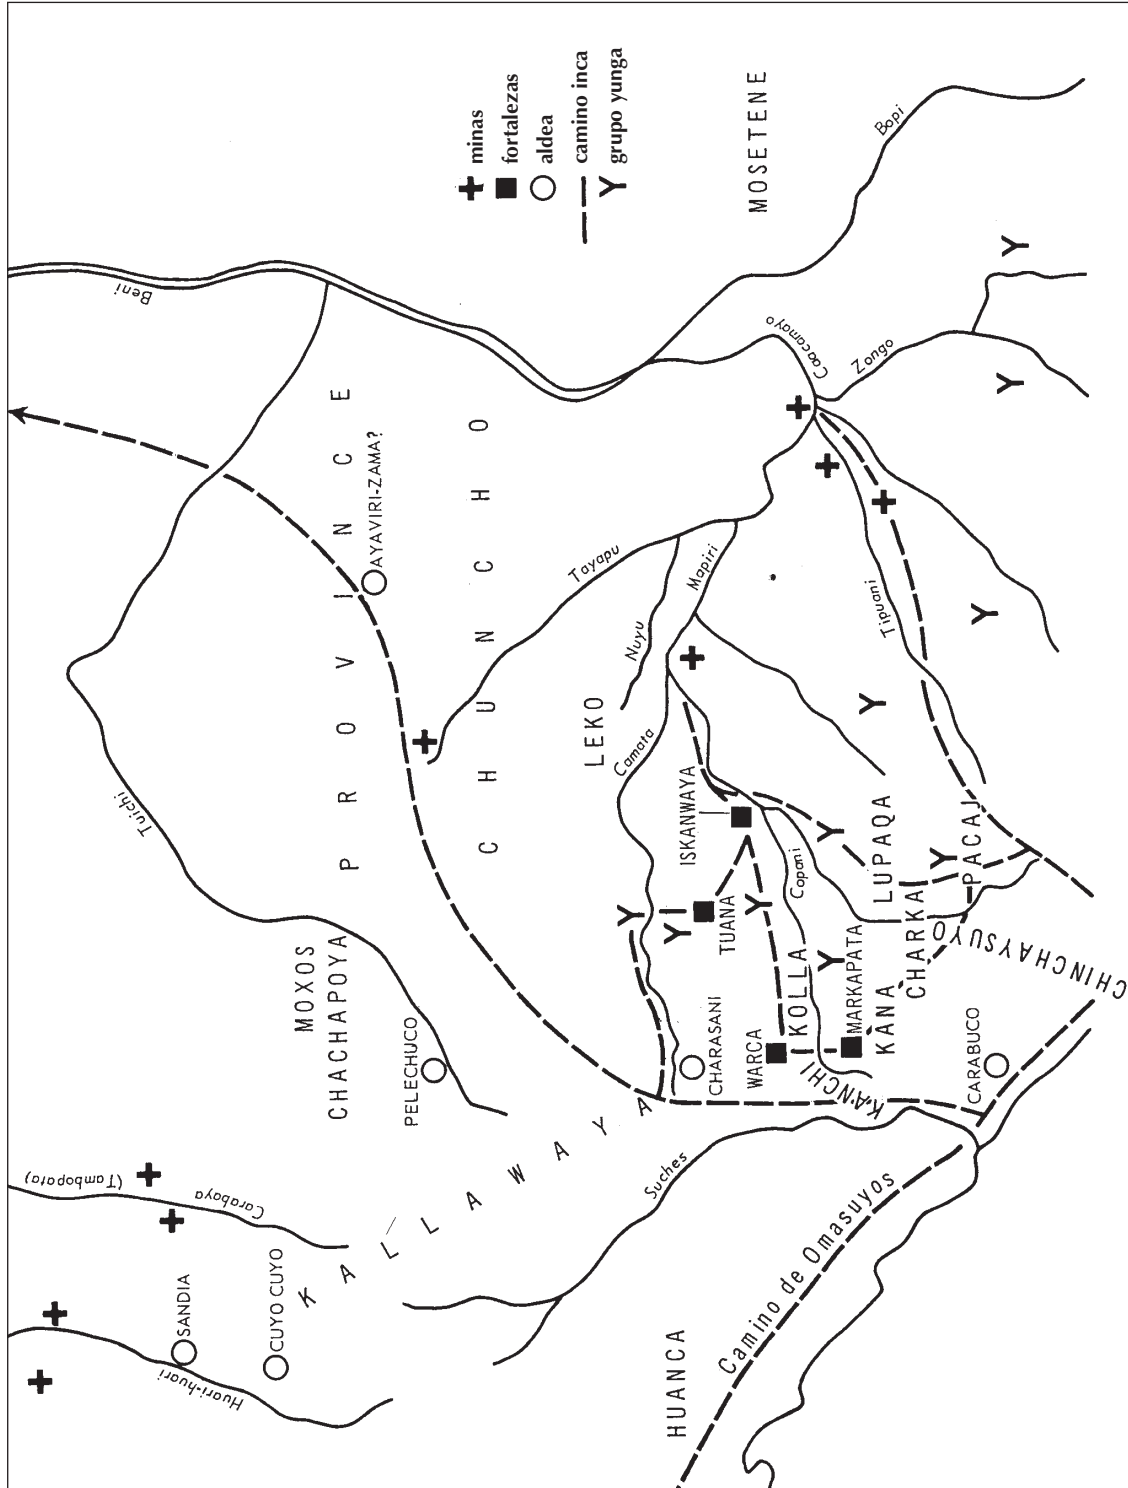 minas
fortalezas
aldea
camino inca
grupo yunga
Huari-huari
SANDIA
CUYO CUYO
Carabaya
(Tambopata)
KALLAWAYA
MOXOS
CHACHAPOYA
PELECHUCO
Tuichi
PROVINCE
CHUNCHO
AYAVIRI-ZAMA?
Beni
MOSETENE
Bopi
Coacamayo
Zongo
Tayapu
Mapiri
Nuyu
LEKO
Camata
ISKANWAYA
TUANA
CHARASANI
WARCA
KOLLA
Copani
MARKAPATA
KANA
K'ANCHI
CHARKA
LUPAQA
PACAJ
Tipuani
CARABUCO
CHINCHAYSUYO
Suches
HUANCA
Camino de Omasuyos